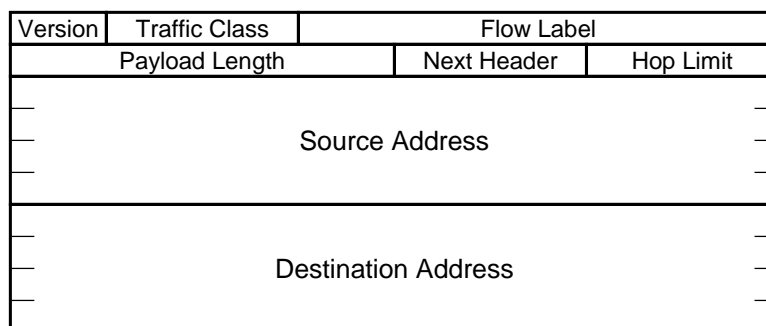 Version Traffic Class Flow Label
Payload Length Next Header Hop Limit
Source Address
Destination Address